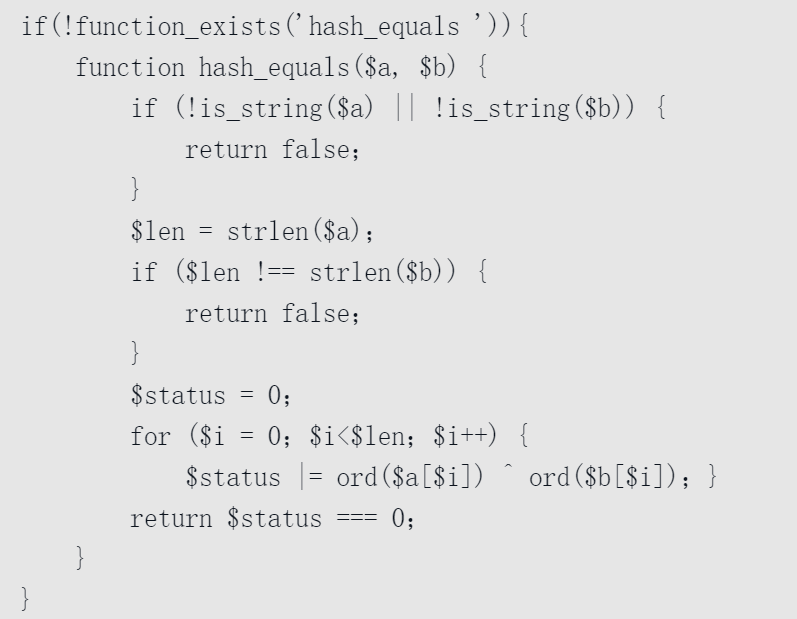 if(!function_exists(’hash_equals ’)){
    function hash_equals($a, $b) {
        if (!is_string($a) || !is_string($b)) {
            return false;
        }
        $len = strlen($a);
        if ($len !== strlen($b)) {
            return false;
        }
        $status = 0;
        for ($i = 0; $i<$len; $i++) {
            $status |= ord($a[$i]) ^ ord($b[$i]); }
        return $status === 0;
    }
}